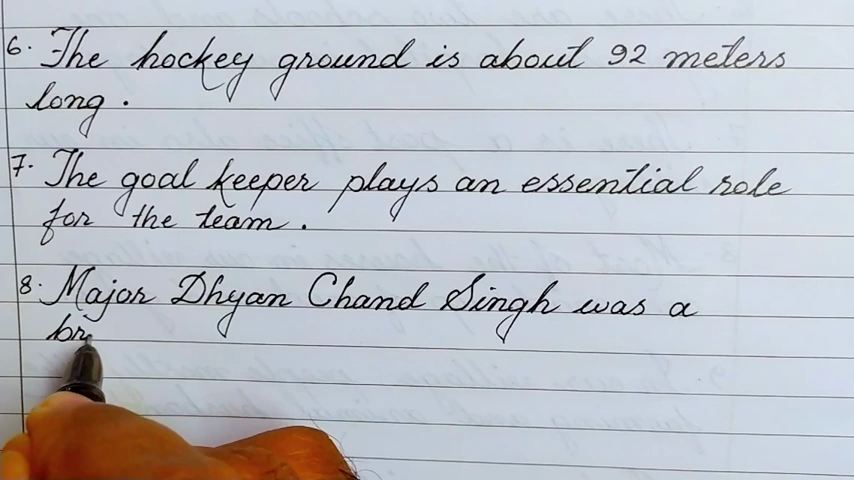 6. The hockey ground is about 92 meters
long.
7. The goal keeper plays an essential role
for the team.
8. Major Dhyan Chand Singh was a
br